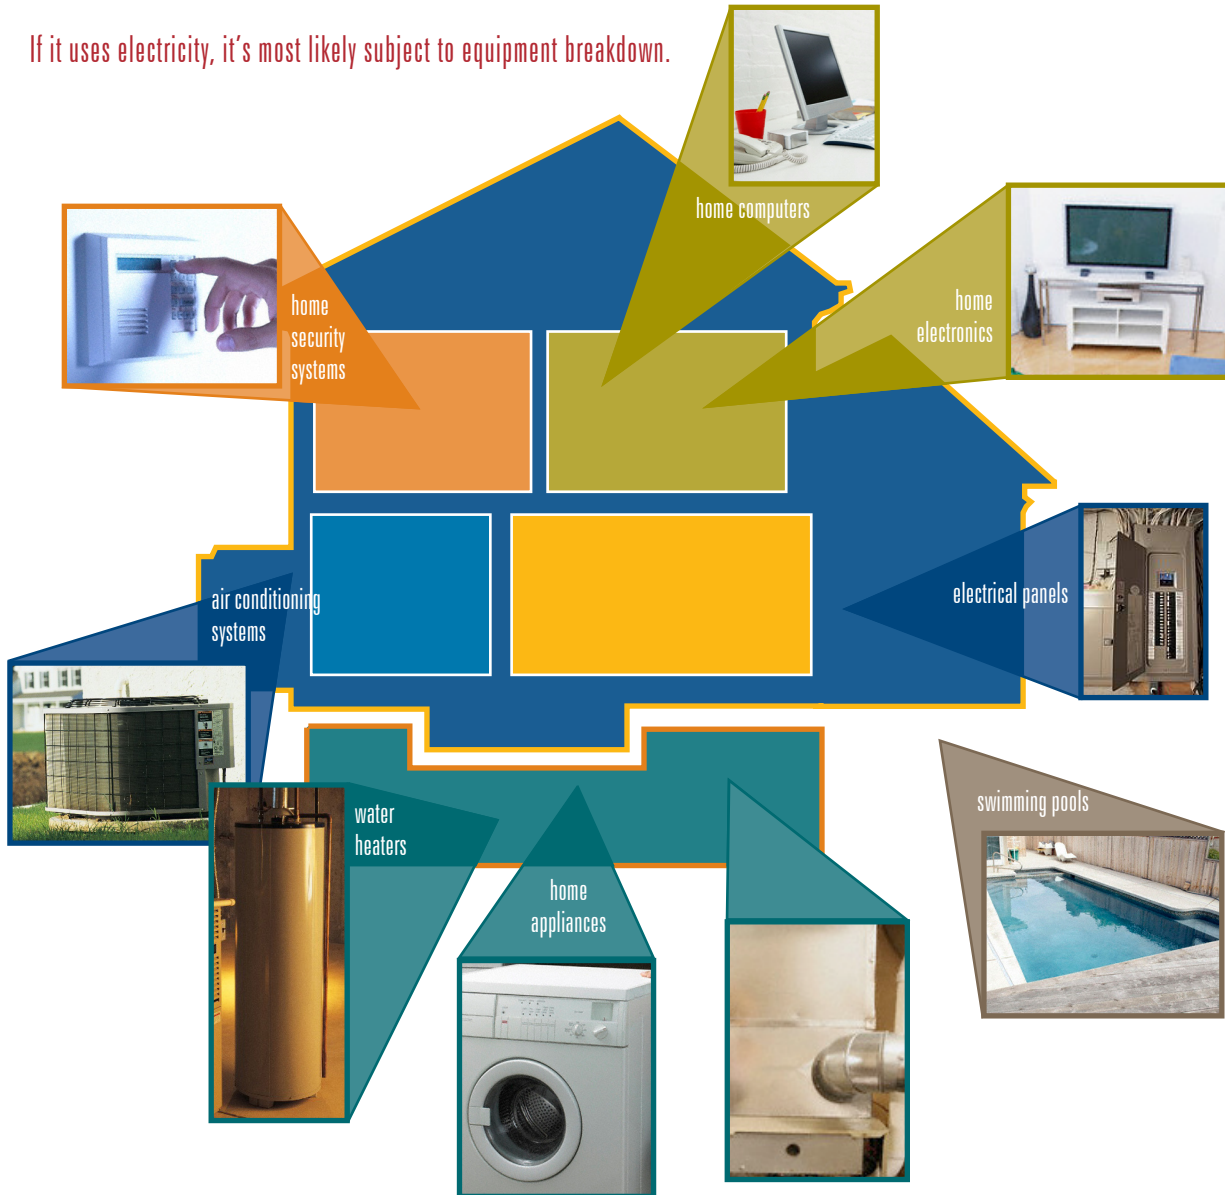 If it uses electricity, it's most likely subject to equipment breakdown.
home computers
home
security
systems
home
electronics
air conditioning
systems
electrical panels
water
heaters
home
appliances
swimming pools